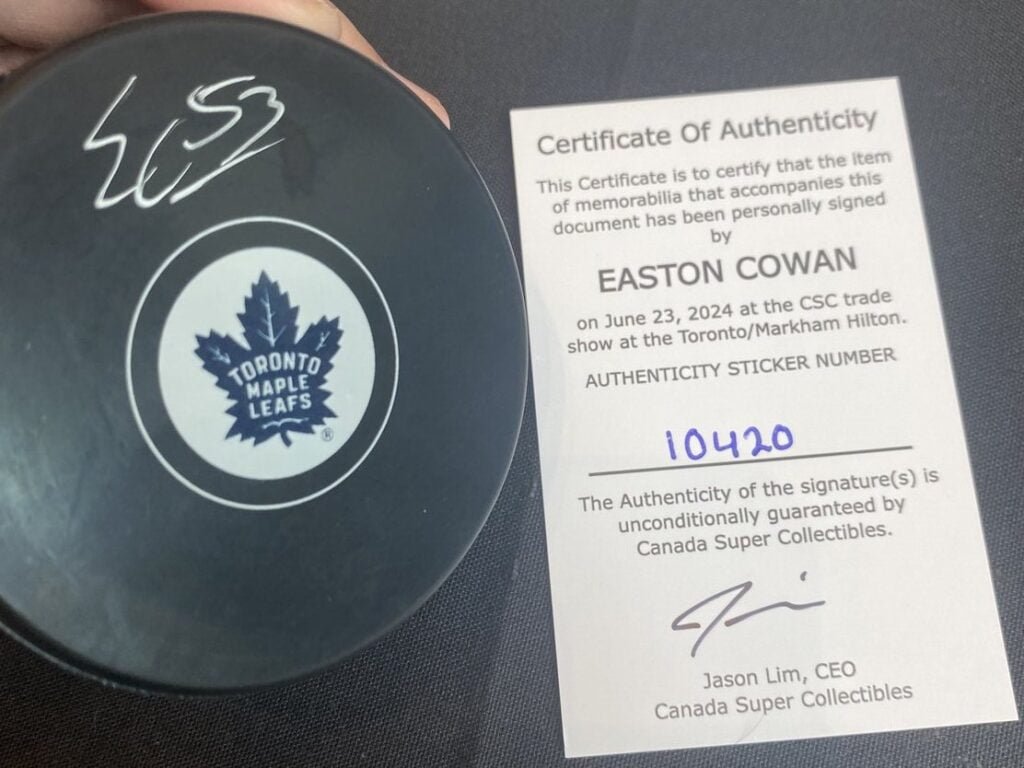 53
TORONTO
MAPLE
LEAFS
®
Certificate Of Authenticity
This Certificate is to certify that the item
of memorabilia that accompanies this
document has been personally signed
by
EASTON COWAN
on June 23, 2024 at the CSC trade
show at the Toronto/Markham Hilton.
AUTHENTICITY STICKER NUMBER
10420
The Authenticity of the signature(s) is
unconditionally guaranteed by
Canada Super Collectibles.
Jason Lim, CEO
Canada Super Collectibles